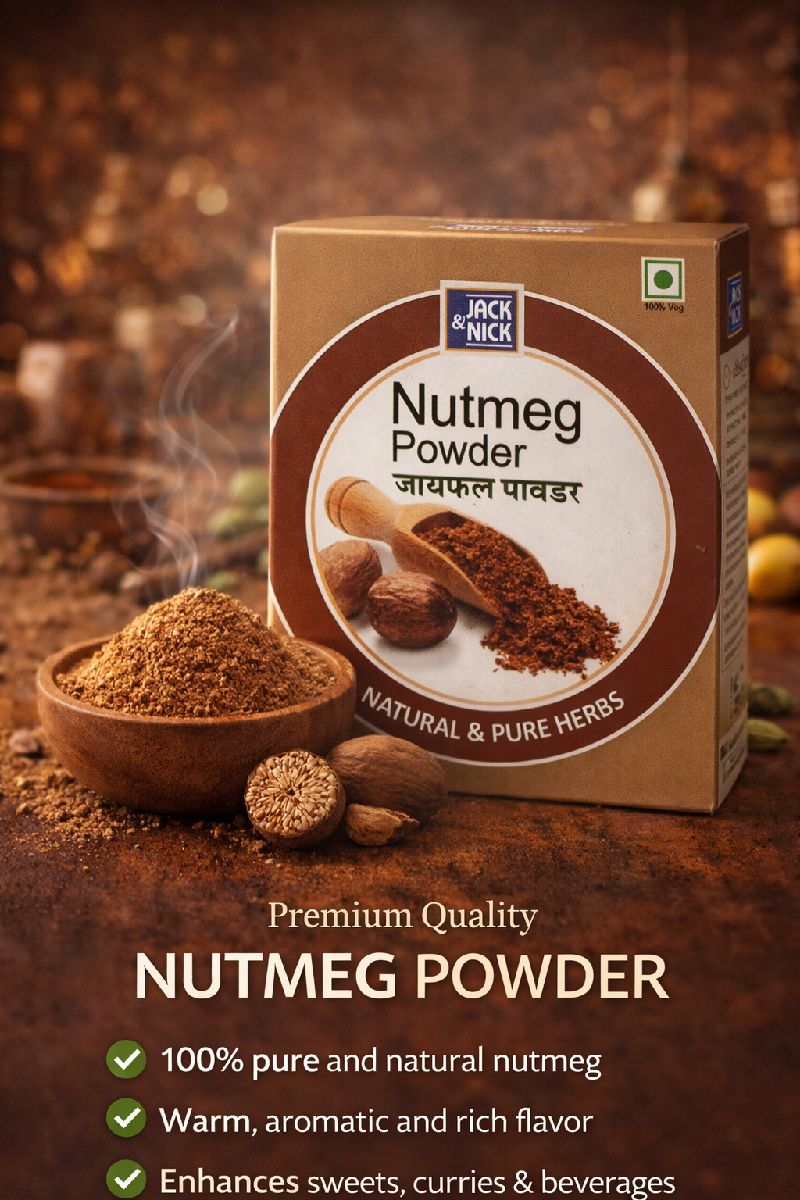 JACK
& NICK
100% Veg
Nutmeg
Powder
जायफल पावडर
NATURAL & PURE HERBS
Premium Quality
NUTMEG POWDER
100% pure and natural nutmeg
Warm, aromatic and rich flavor
Enhances sweets, curries & beverages